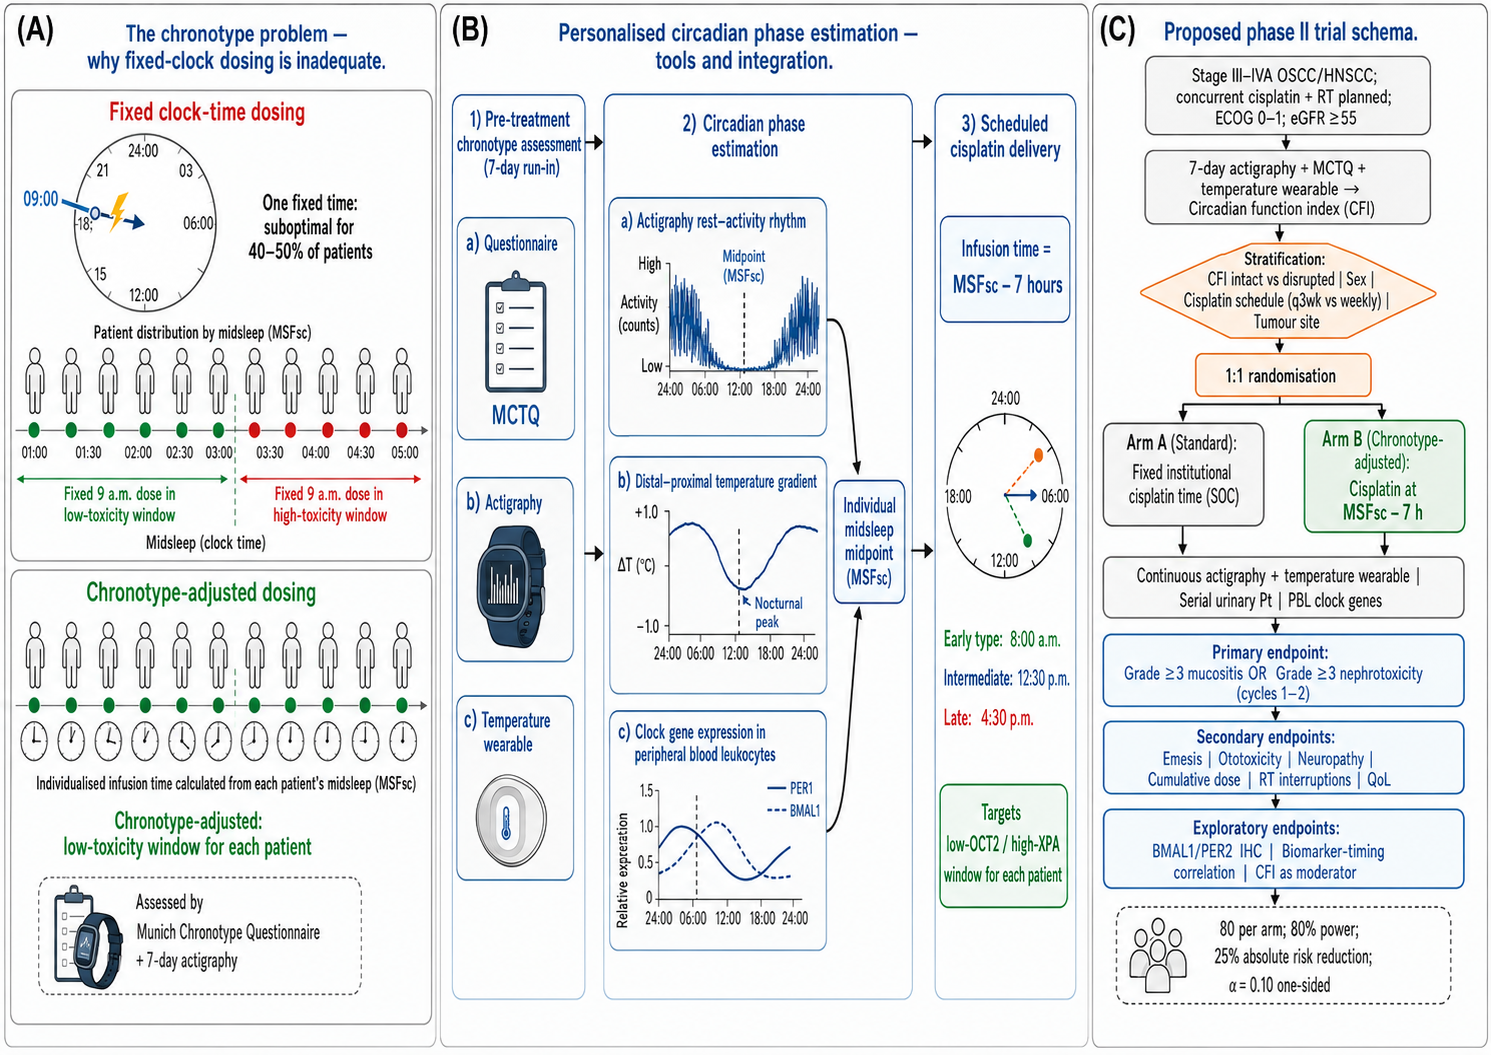 (A)
The chronotype problem –
why fixed-clock dosing is inadequate.
Fixed clock-time dosing
24:00
21
03
09:00
18;
06:00
15
12:00
One fixed time:
suboptimal for
40–50% of patients
Patient distribution by midsleep (MSFsc)
01:00 01:30 02:00 02:30 03:00 03:30 04:00 04:30 05:00
Fixed 9 a.m. dose in
low-toxicity window
Fixed 9 a.m. dose in
high-toxicity window
Midsleep (clock time)
Chronotype-adjusted dosing
Individualised infusion time calculated from each patient's midsleep (MSFsc)
Chronotype-adjusted:
low-toxicity window for each patient
Assessed by
Munich Chronotype Questionnaire
+ 7-day actigraphy
(B)
Personalised circadian phase estimation –
tools and integration.
1) Pre-treatment
chronotype assessment
(7-day run-in)
a) Questionnaire
MCTQ
b) Actigraphy
c) Temperature
wearable
2) Circadian phase
estimation
a) Actigraphy rest–activity rhythm
High
Activity
(counts)
Low
Midpoint
(MSFsc)
24:00 06:00 12:00 18:00 24:00
b) Distal–proximal temperature gradient
+1.0
ΔT (°C)
−1.0
Nocturnal
peak
24:00 06:00 12:00 18:00 24:00
c) Clock gene expression in
peripheral blood leukocytes
Relative expreration
1.5
1.0
0.5
0
PER1
BMAL1
24:00 06:00 12:00 18:00 24:00
Individual
midsleep
midpoint
(MSFsc)
3) Scheduled
cisplatin delivery
Infusion time =
MSFsc – 7 hours
24:00
18:00
06:00
12:00
Early type: 8:00 a.m.
Intermediate: 12:30 p.m.
Late: 4:30 p.m.
Targets
low-OCT2 / high-XPA
window for each patient
(C)
Proposed phase II trial schema.
Stage III–IVA OSCC/HNSCC;
concurrent cisplatin + RT planned;
ECOG 0–1; eGFR ≥55
7-day actigraphy + MCTQ +
temperature wearable →
Circadian function index (CFI)
Stratification:
CFI intact vs disrupted | Sex |
Cisplatin schedule (q3wk vs weekly) |
Tumour site
1:1 randomisation
Arm A (Standard):
Fixed institutional
cisplatin time (SOC)
Arm B (Chronotype-
adjusted):
Cisplatin at
MSFsc – 7 h
Continuous actigraphy + temperature wearable |
Serial urinary Pt | PBL clock genes
Primary endpoint:
Grade ≥3 mucositis OR Grade ≥3 nephrotoxicity
(cycles 1–2)
Secondary endpoints:
Emesis | Ototoxicity | Neuropathy |
Cumulative dose | RT interruptions | QoL
Exploratory endpoints:
BMAL1/PER2 IHC | Biomarker-timing
correlation | CFI as moderator
80 per arm; 80% power;
25% absolute risk reduction;
α = 0.10 one-sided